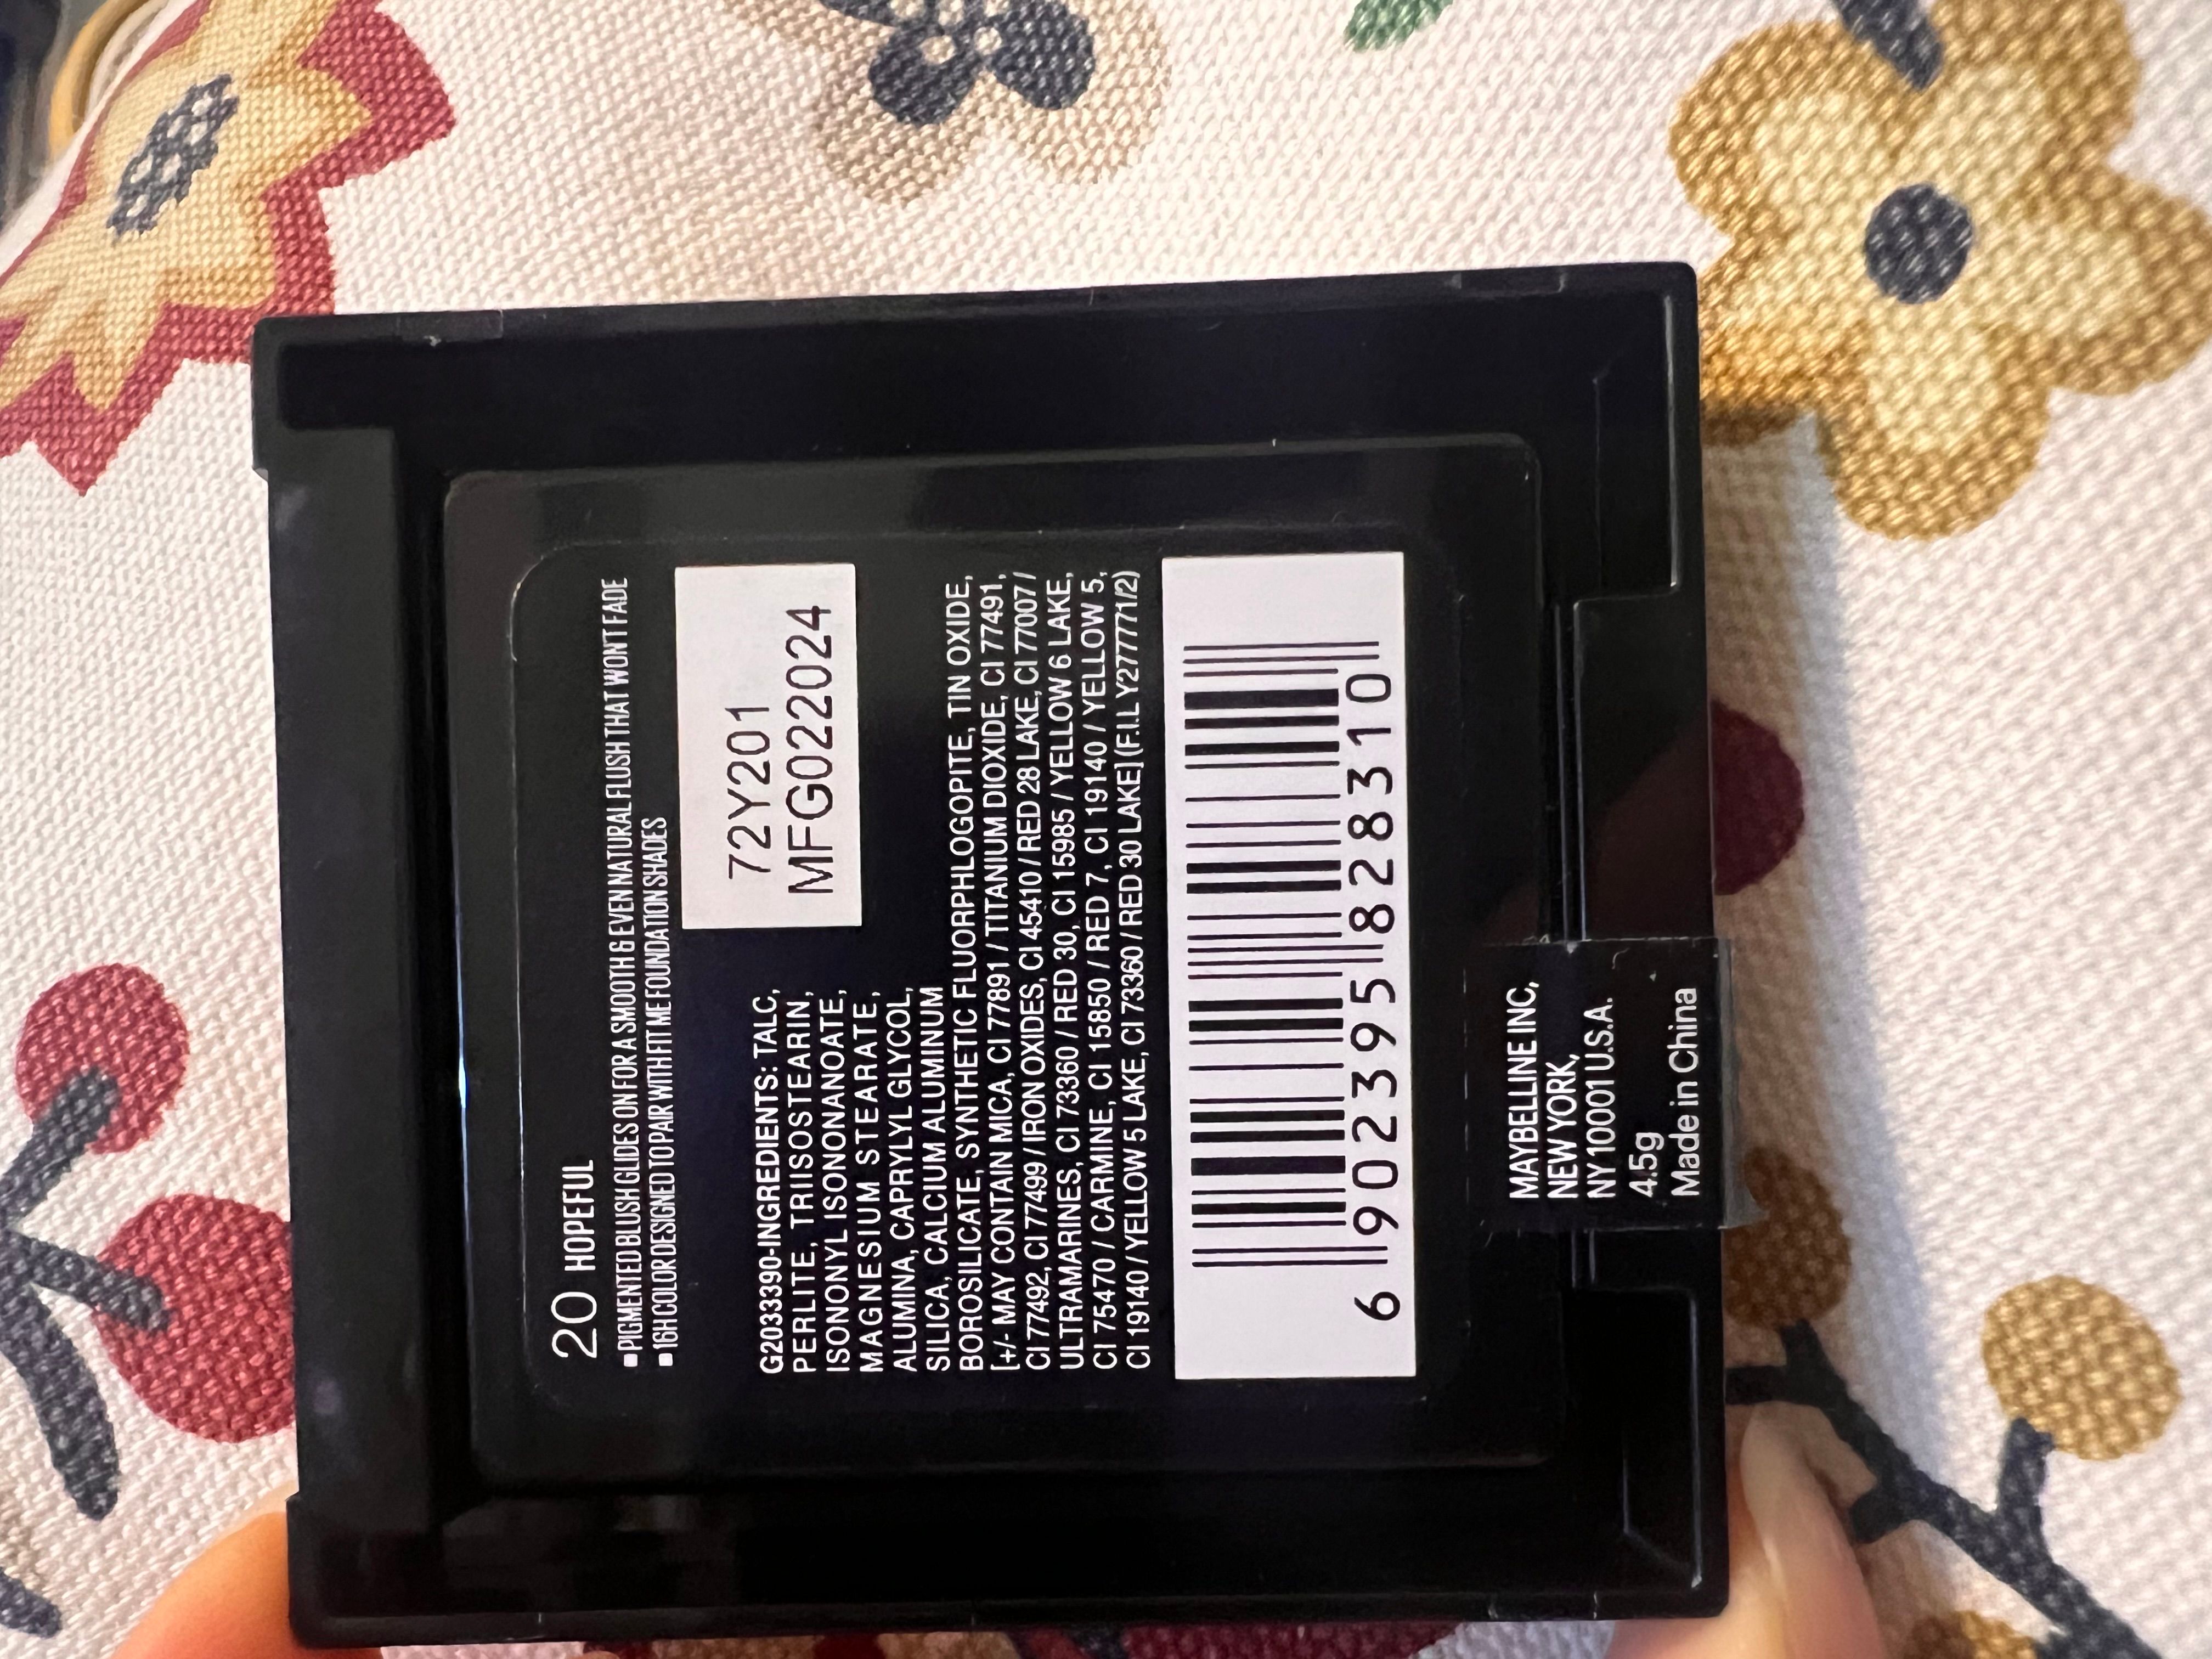 20 HOPEFUL
▪PIGMENTED BLUSH GLIDES ON FOR A SMOOTH & EVEN NATURAL FLUSH THAT WON'T FADE
▪16H COLOR DESIGNED TO PAIR WITH FIT ME FOUNDATION SHADES
72Y201
MFG022024
G2033390-INGREDIENTS: TALC,
PERLITE, TRIISOSTEARIN,
ISONONYL ISONONANOATE,
MAGNESIUM STEARATE,
ALUMINA, CAPRYLYL GLYCOL,
SILICA, CALCIUM ALUMINUM
BOROSILICATE, SYNTHETIC FLUORPHLOGOPITE, TIN OXIDE,
[+/- MAY CONTAIN MICA, CI 77891 / TITANIUM DIOXIDE, CI 77491,
CI 77492, CI 77499 / IRON OXIDES, CI 45410 / RED 28 LAKE, CI 77007 /
ULTRAMARINES, CI 73360 / RED 30, CI 15985 / YELLOW 6 LAKE,
CI 75470 / CARMINE, CI 15850 / RED 7, CI 19140 / YELLOW 5,
CI 19140 / YELLOW 5 LAKE, CI 73360 / RED 30 LAKE] (F.I.L Y277771/2)
6 902395 828310
MAYBELLINE INC,
NEW YORK,
NY 10001 U.S.A.
4.5g
Made in China